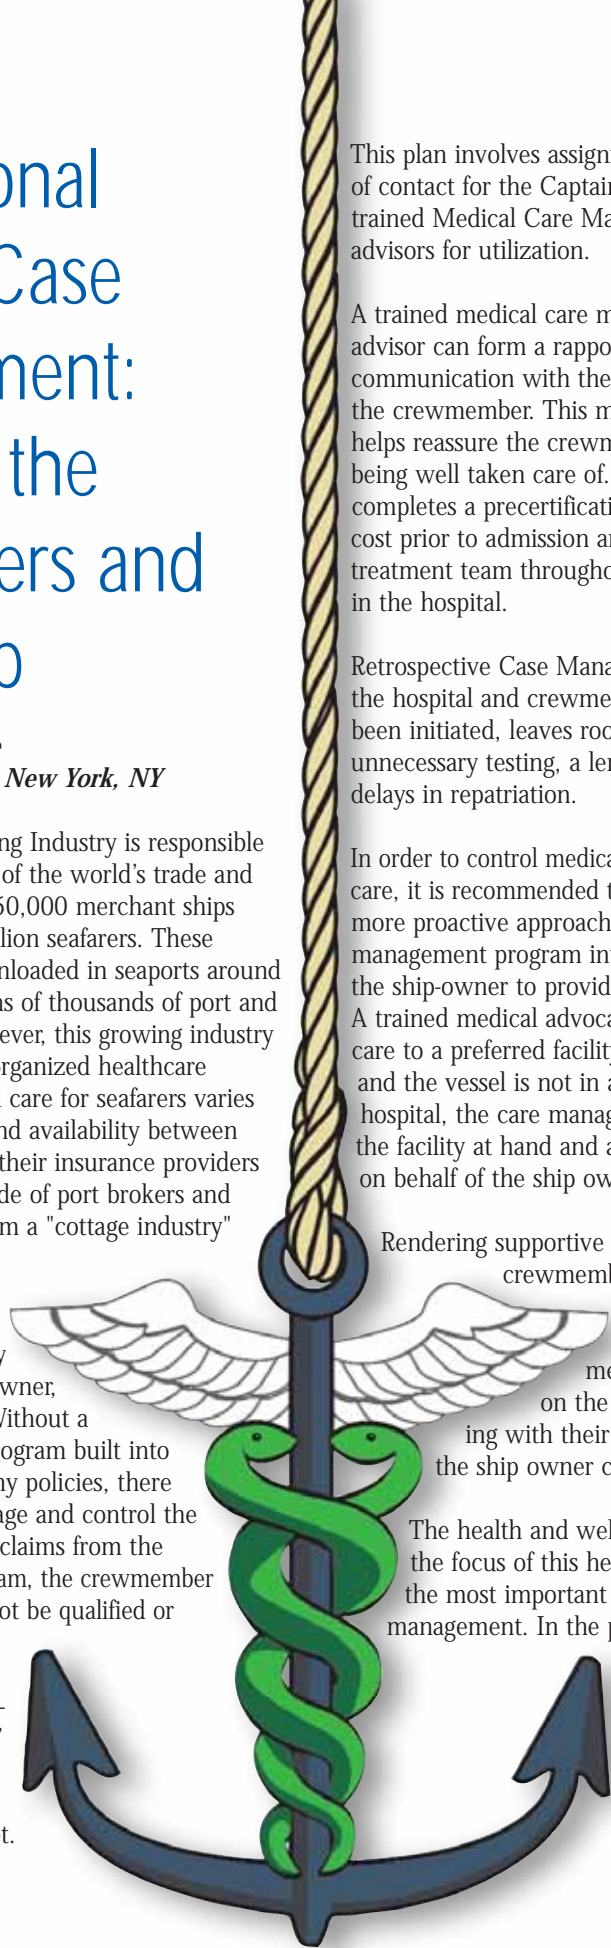 onal
Case
ment:
the
ers and
p
New York, NY
ng Industry is responsible
of the world's trade and
50,000 merchant ships
lion seafarers. These
nloaded in seaports around
ns of thousands of port and
ever, this growing industry
organized healthcare
care for seafarers varies
nd availability between
their insurance providers
de of port brokers and
m a "cottage industry"
y
wner,
Without a
ogram built into
ny policies, there
age and control the
claims from the
am, the crewmember
ot be qualified or
et.
This plan involves assign
of contact for the Captai
trained Medical Care Ma
advisors for utilization.
A trained medical care m
advisor can form a rappo
communication with the
the crewmember. This m
helps reassure the crewm
being well taken care of.
completes a precertificati
cost prior to admission an
treatment team througho
in the hospital.
Retrospective Case Mana
the hospital and crewme
been initiated, leaves roo
unnecessary testing, a len
delays in repatriation.
In order to control medica
care, it is recommended t
more proactive approach
management program int
the ship-owner to provid
A trained medical advoca
care to a preferred facility
and the vessel is not in a
hospital, the care manag
the facility at hand and a
on behalf of the ship ow
Rendering supportive
crewmemb
me
on the
ing with their
the ship owner c
The health and wel
the focus of this he
the most important
management. In the p